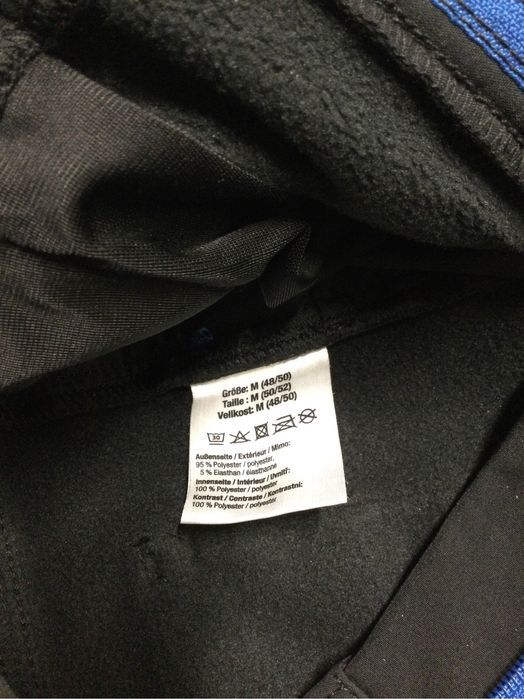 Größe: M (48/50)
Taille : M (50/52)
Velikost: M (48/50)
30
Außenseite / Extérieur / Mimo:
95 % Polyester / polyester,
5 % Elasthan / élasthanne
Innenseite / Intérieur / Uvnitř:
100 % Polyester / polyester
Kontrast / Contraste / Kontrastní:
100 % Polyester / polyester